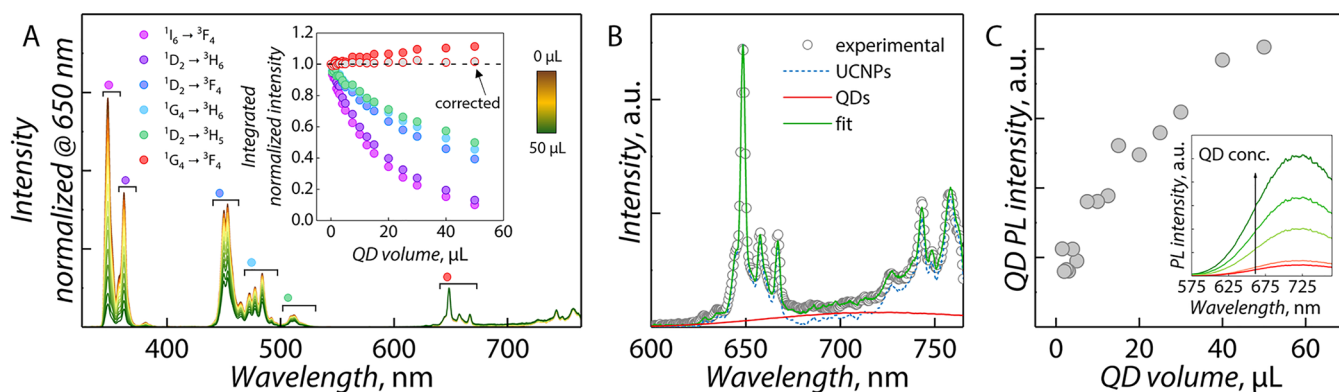 A
Intensity
normalized @ 650 nm
¹I₆ → ³F₄
¹D₂ → ³H₆
¹D₂ → ³F₄
¹G₄ → ³H₆
¹D₂ → ³H₅
¹G₄ → ³F₄
Integrated
normalized intensity
1.2
1.0
0.8
0.6
0.4
0.2
0.0
0 20 40 60
QD volume, µL
corrected
0 µL
50 µL
400 500 600 700
Wavelength, nm
B
Intensity, a.u.
experimental
UCNPs
QDs
fit
600 650 700 750
Wavelength, nm
C
QD PL intensity, a.u.
QD conc.
PL intensity, a.u.
575 625 675 725
Wavelength, nm
0 20 40 60
QD volume, µL